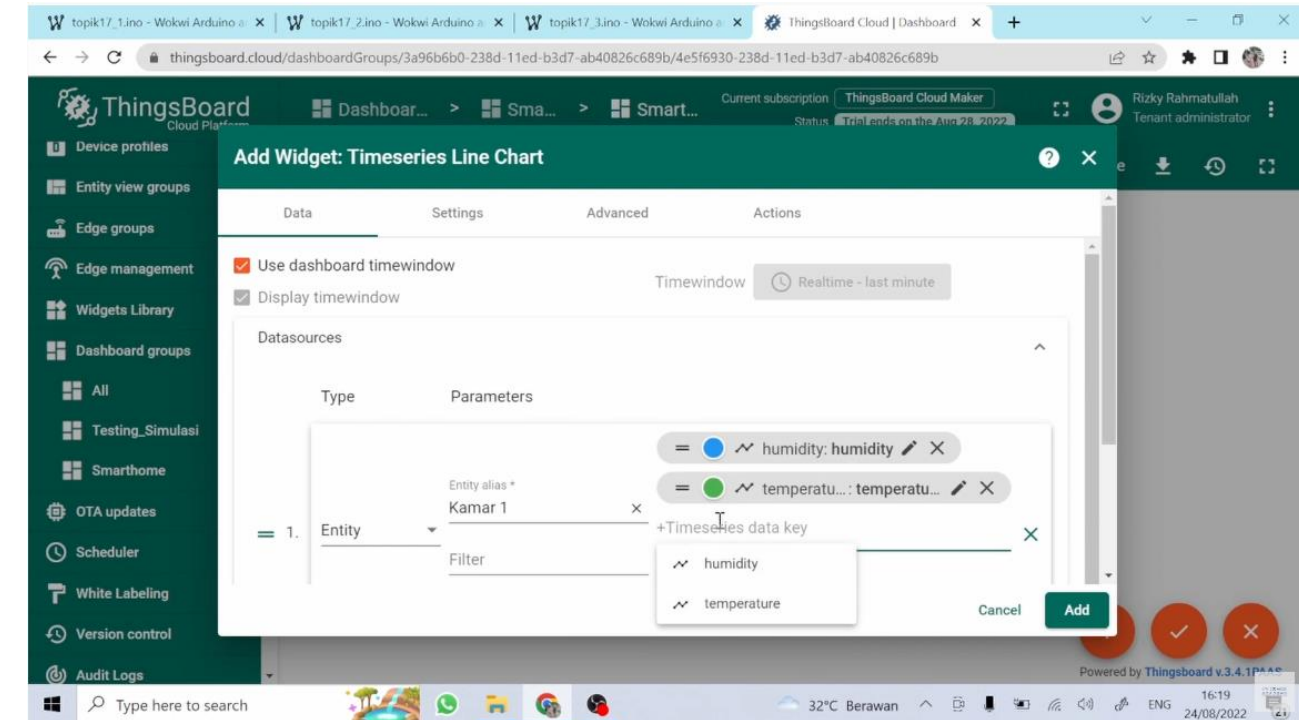 topik17_1.ino - Wokwi Arduino a
topik17_2.ino - Wokwi Arduino a
topik17_3.ino - Wokwi Arduino a
ThingsBoard Cloud | Dashboard
thingsboard.cloud/dashboardGroups/3a96b6b0-238d-11ed-b3d7-ab40826c689b/4e5f6930-238d-11ed-b3d7-ab40826c689b
ThingsBoard
Cloud Platform
Dashboar... > Sma... > Smart...
Current subscription ThingsBoard Cloud Maker
Status Trial ends on the Aug 28, 2022
Rizky Rahmatullah
Tenant administrator
Device profiles
Entity view groups
Edge groups
Edge management
Widgets Library
Dashboard groups
All
Testing_Simulasi
Smarthome
OTA updates
Scheduler
White Labeling
Version control
Audit Logs
Add Widget: Timeseries Line Chart
Data Settings Advanced Actions
Use dashboard timewindow
Display timewindow
Timewindow Realtime - last minute
Datasources
Type Parameters
1. Entity
Entity alias *
Kamar 1
Filter
humidity: humidity
temperatu... : temperatu...
+Timeseries data key
humidity
temperature
Cancel Add
Powered by Thingsboard v.3.4.1PAAS
Type here to search
32°C Berawan
ENG
16:19
24/08/2022
21